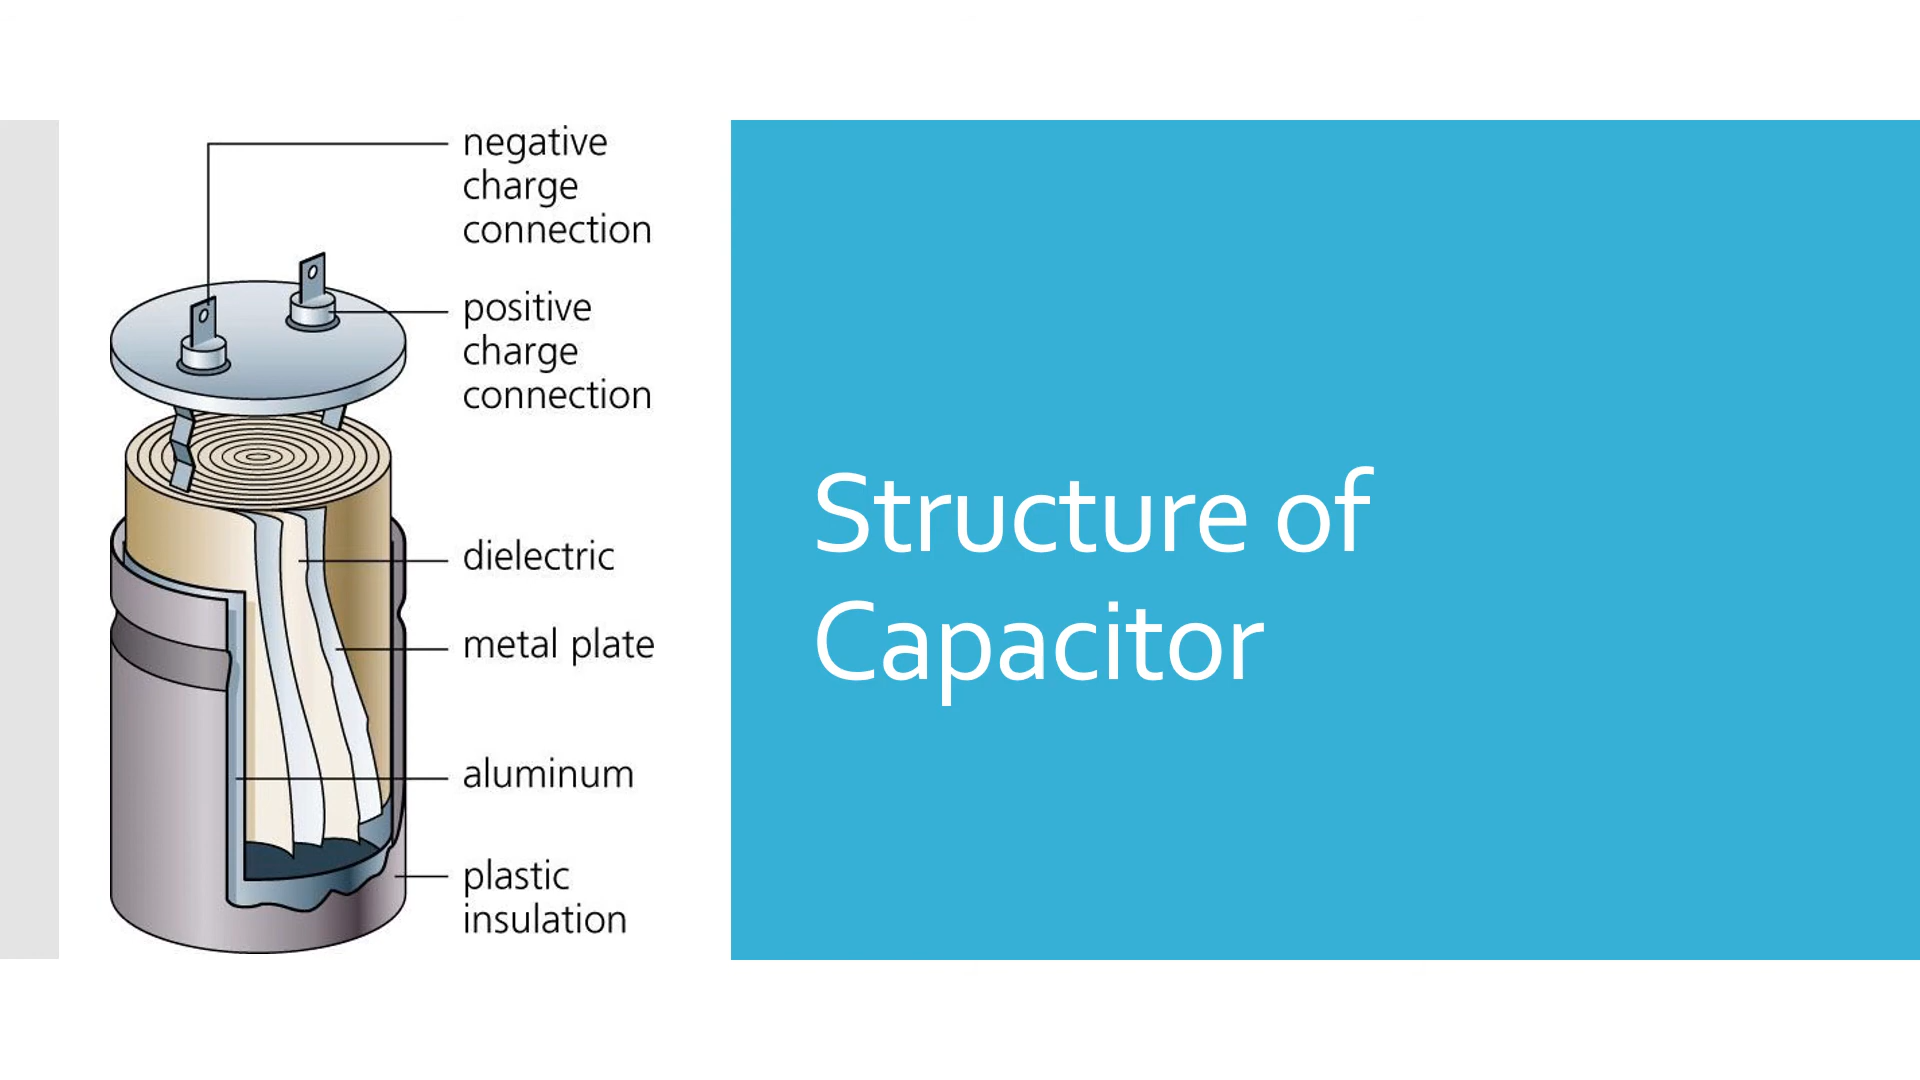 negative
charge
connection
positive
charge
connection
dielectric
metal plate
aluminum
plastic
insulation
Structure of
Capacitor